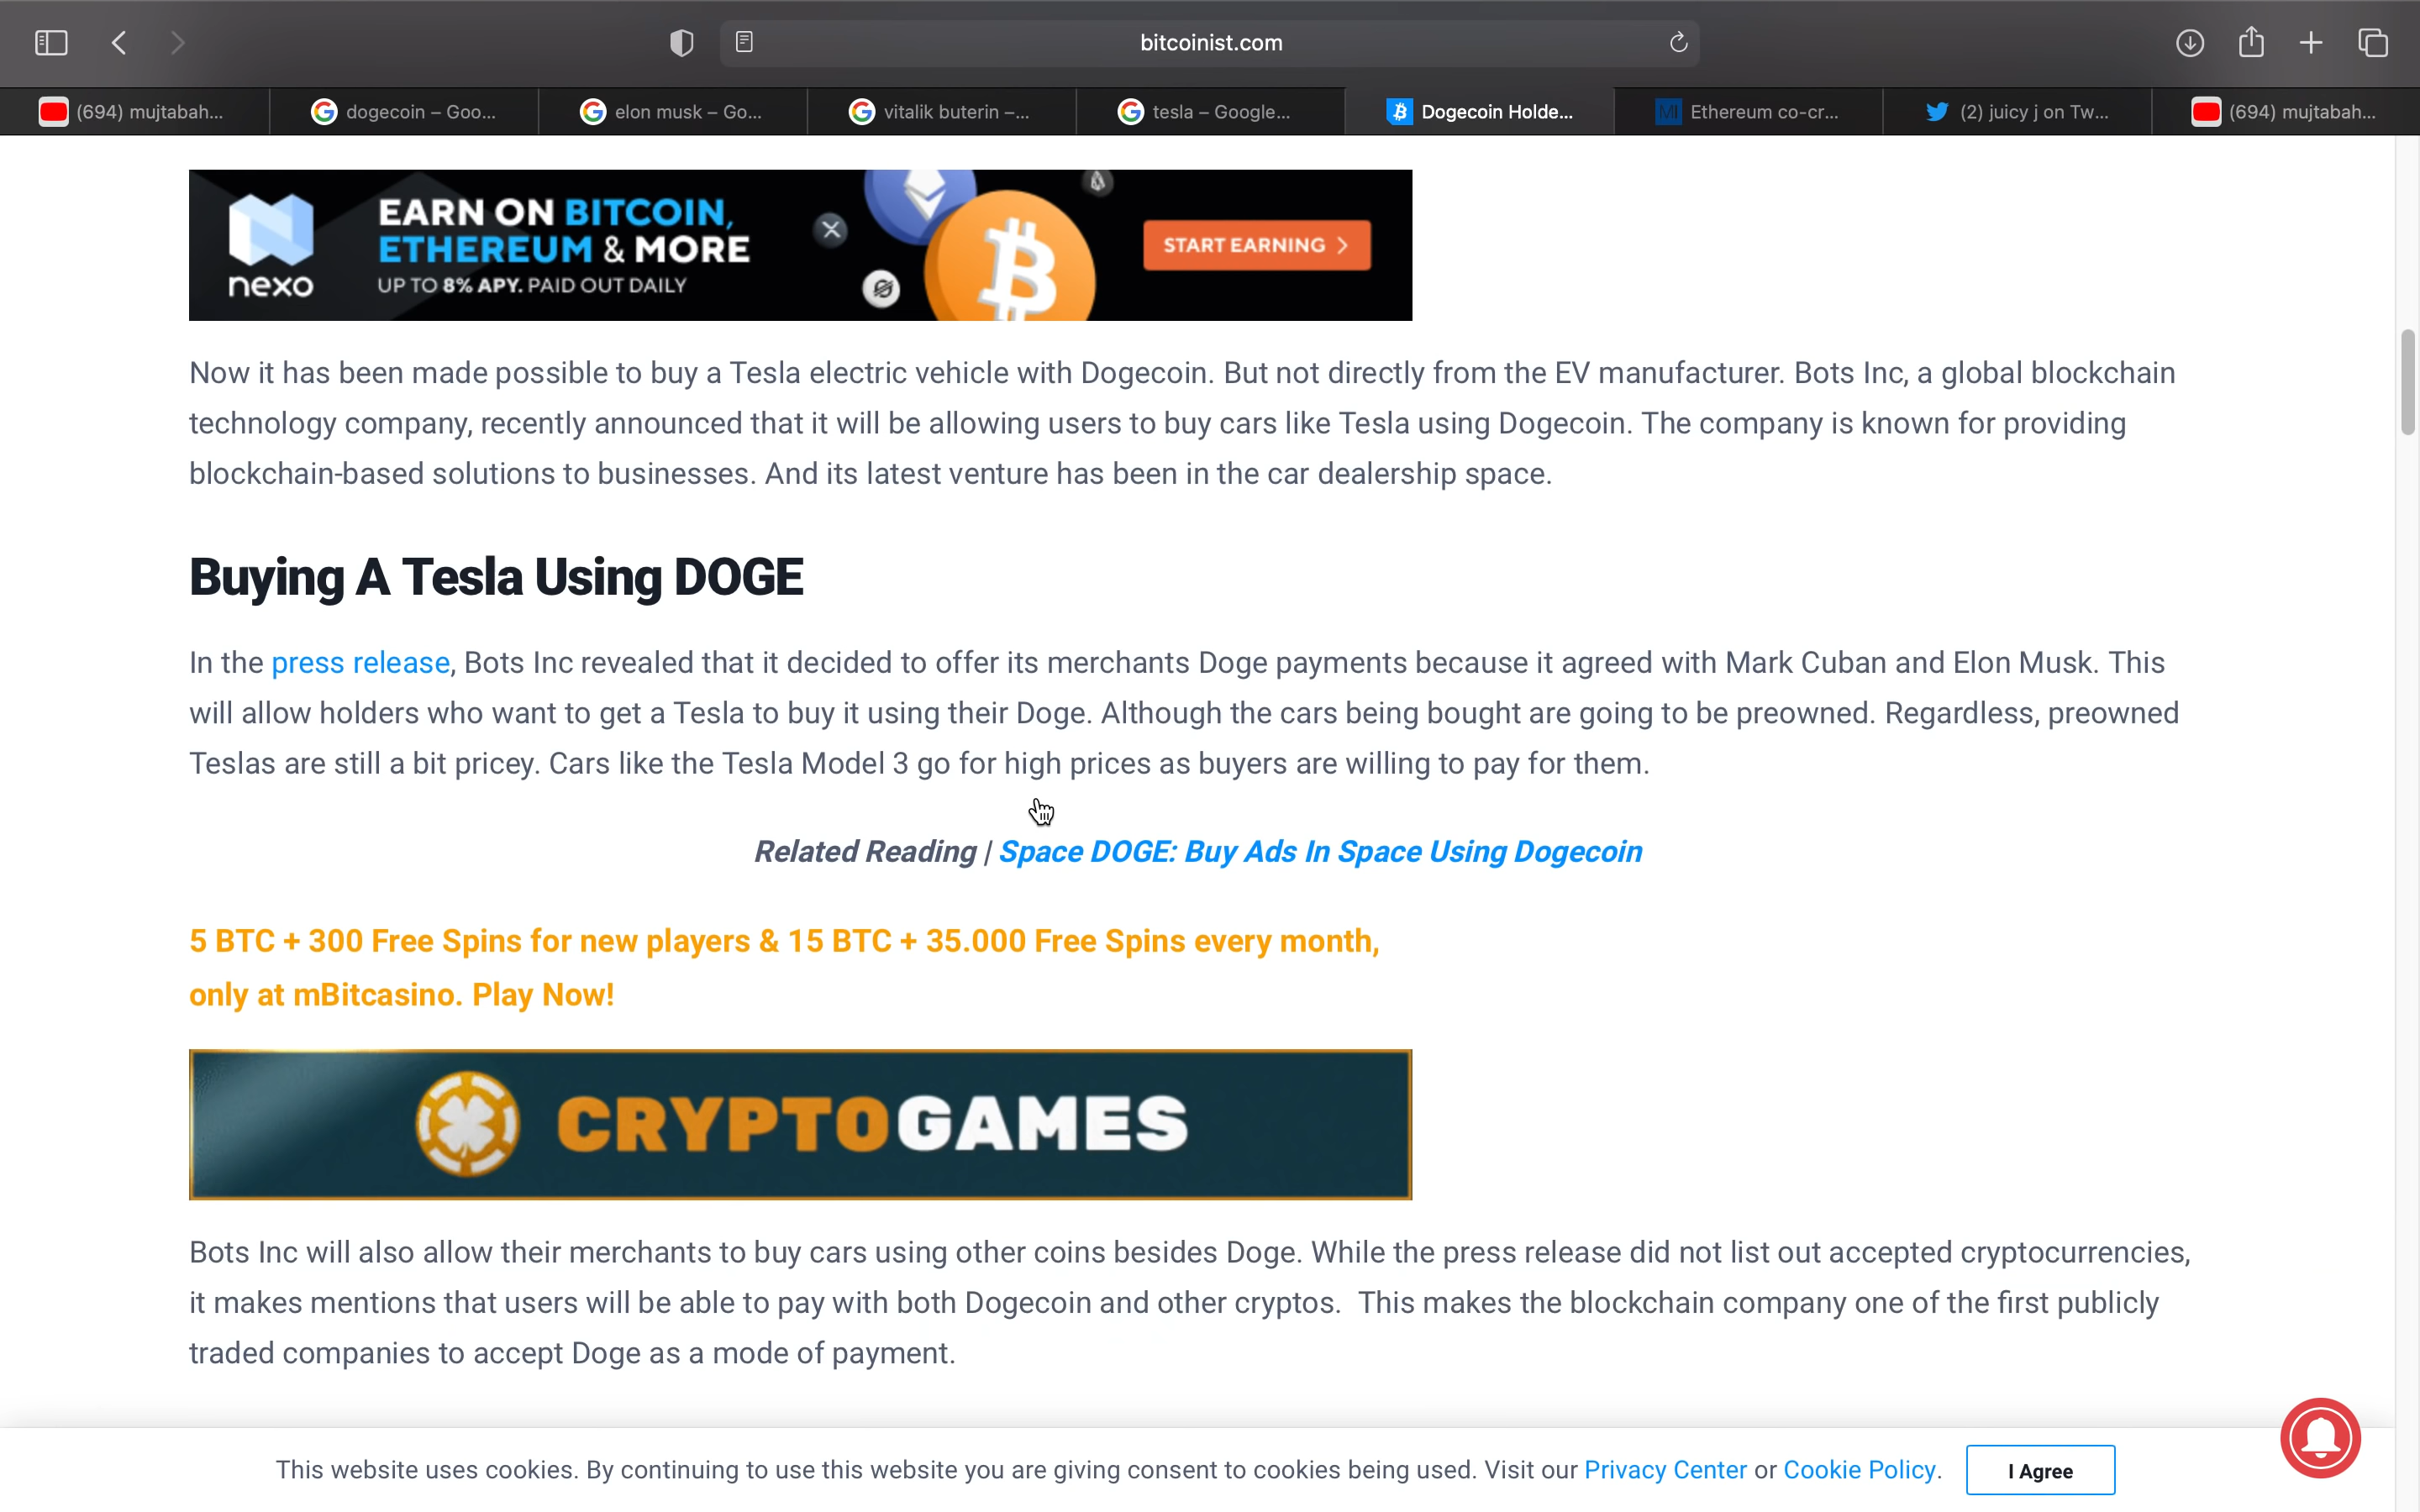 bitcoinist.com
(694) mujtabah...
dogecoin – Goo...
elon musk – Go...
vitalik buterin –...
tesla – Google...
Dogecoin Holde...
MI Ethereum co-cr...
(2) juicy j on Tw...
(694) mujtabah...
nexo
EARN ON BITCOIN,
ETHEREUM & MORE
UP TO 8% APY. PAID OUT DAILY
START EARNING >
Now it has been made possible to buy a Tesla electric vehicle with Dogecoin. But not directly from the EV manufacturer. Bots Inc, a global blockchain
technology company, recently announced that it will be allowing users to buy cars like Tesla using Dogecoin. The company is known for providing
blockchain-based solutions to businesses. And its latest venture has been in the car dealership space.
Buying A Tesla Using DOGE
In the press release, Bots Inc revealed that it decided to offer its merchants Doge payments because it agreed with Mark Cuban and Elon Musk. This
will allow holders who want to get a Tesla to buy it using their Doge. Although the cars being bought are going to be preowned. Regardless, preowned
Teslas are still a bit pricey. Cars like the Tesla Model 3 go for high prices as buyers are willing to pay for them.
Related Reading | Space DOGE: Buy Ads In Space Using Dogecoin
5 BTC + 300 Free Spins for new players & 15 BTC + 35.000 Free Spins every month,
only at mBitcasino. Play Now!
CRYPTOGAMES
Bots Inc will also allow their merchants to buy cars using other coins besides Doge. While the press release did not list out accepted cryptocurrencies,
it makes mentions that users will be able to pay with both Dogecoin and other cryptos. This makes the blockchain company one of the first publicly
traded companies to accept Doge as a mode of payment.
This website uses cookies. By continuing to use this website you are giving consent to cookies being used. Visit our Privacy Center or Cookie Policy.
I Agree